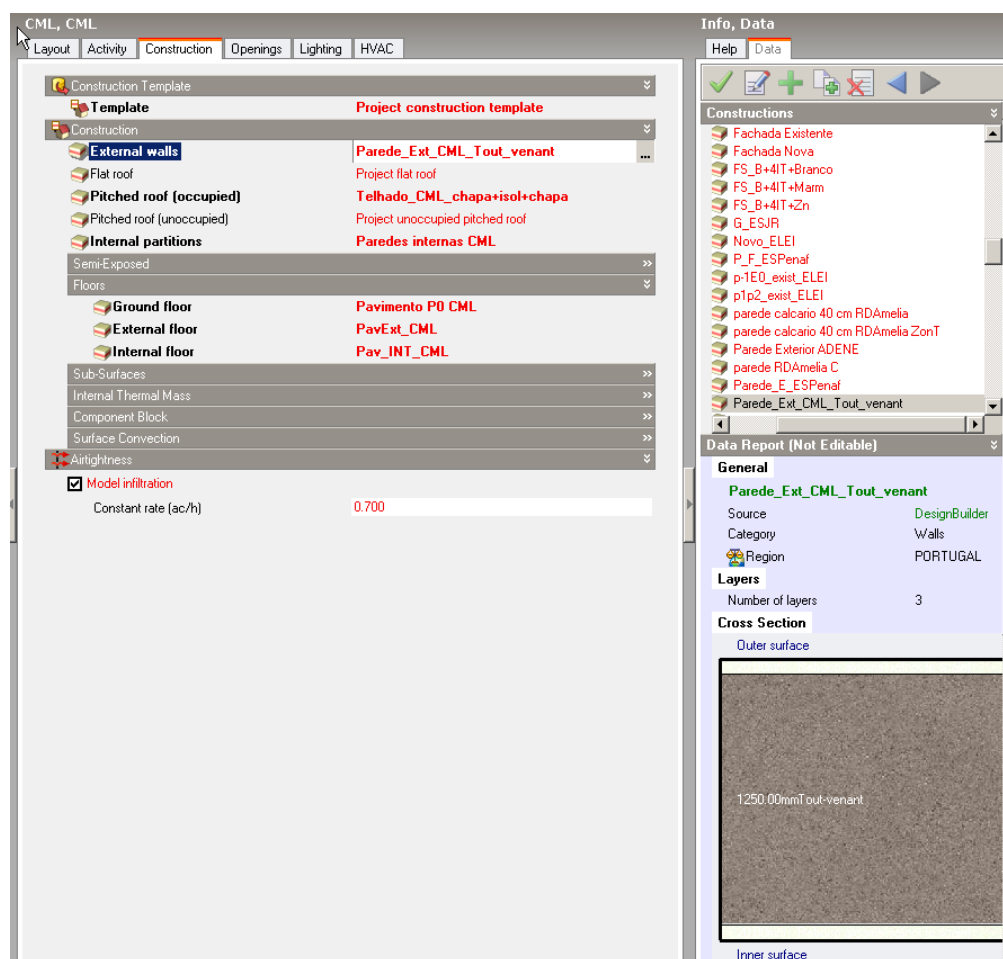 CML, CML
Layout Activity Construction Openings Lighting HVAC
Construction Template
Template Project construction template
Construction
External walls Parede_Ext_CML_Tout_venant ...
Flat roof Project flat roof
Pitched roof (occupied) Telhado_CML_chapa+isol+chapa
Pitched roof (unoccupied) Project unoccupied pitched roof
Internal partitions Paredes internas CML
Semi-Exposed
Floors
Ground floor Pavimento P0 CML
External floor PavExt_CML
Internal floor Pav_INT_CML
Sub-Surfaces
Internal Thermal Mass
Component Block
Surface Convection
Airtightness
Model infiltration
Constant rate (ac/h) 0.700
Info, Data
Help Data
Constructions
Fachada Existente
Fachada Nova
FS_B+4IT+Branco
FS_B+4IT+Marm
FS_B+4IT+Zn
G_ESJR
Novo_ELEI
P_F_ESPenaf
p-1E0_exist_ELEI
p1p2_exist_ELEI
parede calcario 40 cm RDAmelia
parede calcario 40 cm RDAmelia ZonT
Parede Exterior ADENE
parede RDAmelia C
Parede_E_ESPenaf
Parede_Ext_CML_Tout_venant
Data Report (Not Editable)
General
Parede_Ext_CML_Tout_venant
Source DesignBuilder
Category Walls
Region PORTUGAL
Layers
Number of layers 3
Cross Section
Outer surface
1250.00mmTout-venant
Inner surface